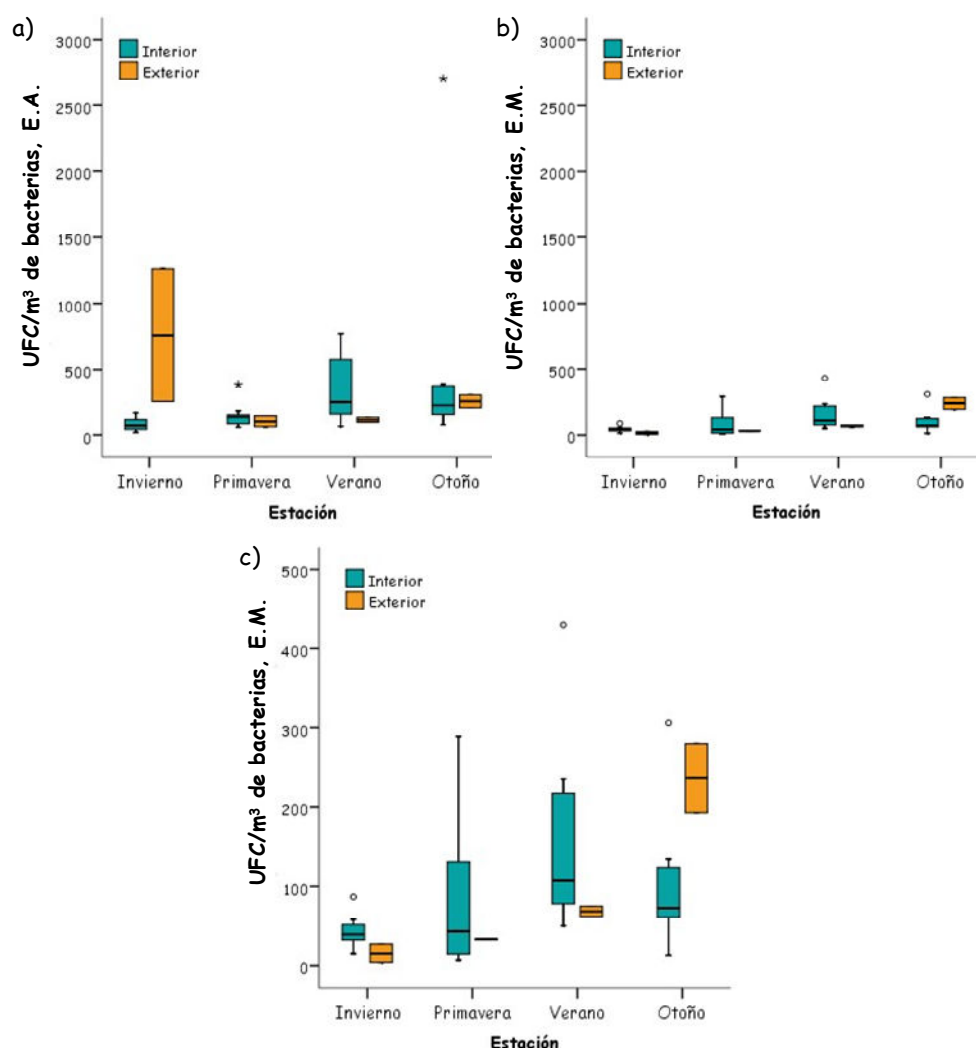 a)
UFC/m³ de bacterias, E.A.
3000
2500
2000
1500
1000
500
0
Interior
Exterior
Invierno Primavera Verano Otoño
Estación
b)
UFC/m³ de bacterias, E.M.
3000
2500
2000
1500
1000
500
0
Interior
Exterior
Invierno Primavera Verano Otoño
Estación
c)
UFC/m³ de bacterias, E.M.
500
400
300
200
100
0
Interior
Exterior
Invierno Primavera Verano Otoño
Estación